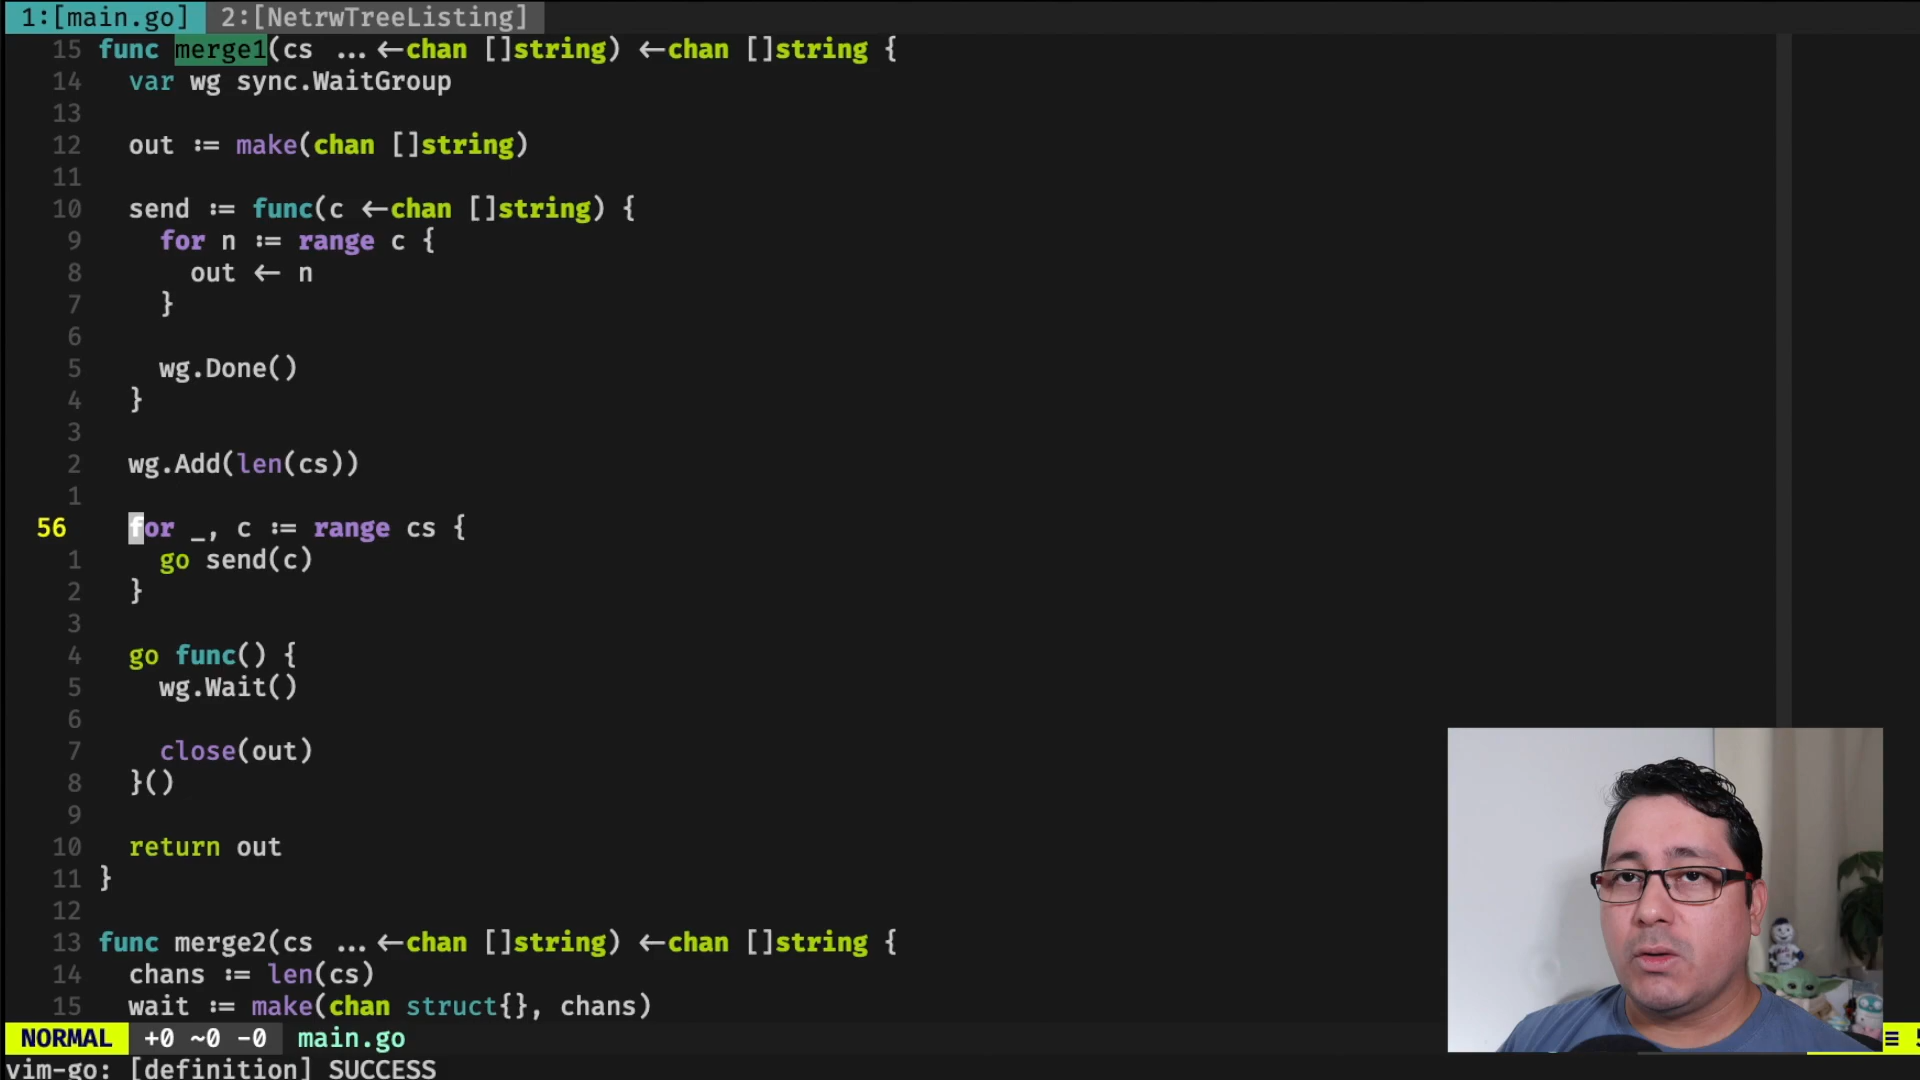 1:[main.go] 2:[NetrwTreeListing]
15 func merge1(cs ...<-chan []string) <-chan []string {
14 var wg sync.WaitGroup
13
12 out := make(chan []string)
11
10 send := func(c <-chan []string) {
9 for n := range c {
8 out <- n
7 }
6
5 wg.Done()
4 }
3
2 wg.Add(len(cs))
1
56 for _, c := range cs {
1 go send(c)
2 }
3
4 go func() {
5 wg.Wait()
6
7 close(out)
8 }()
9
10 return out
11 }
12
13 func merge2(cs ...<-chan []string) <-chan []string {
14 chans := len(cs)
15 wait := make(chan struct{}, chans)
NORMAL +0 ~0 -0 main.go
vim-go: [definition] SUCCESS